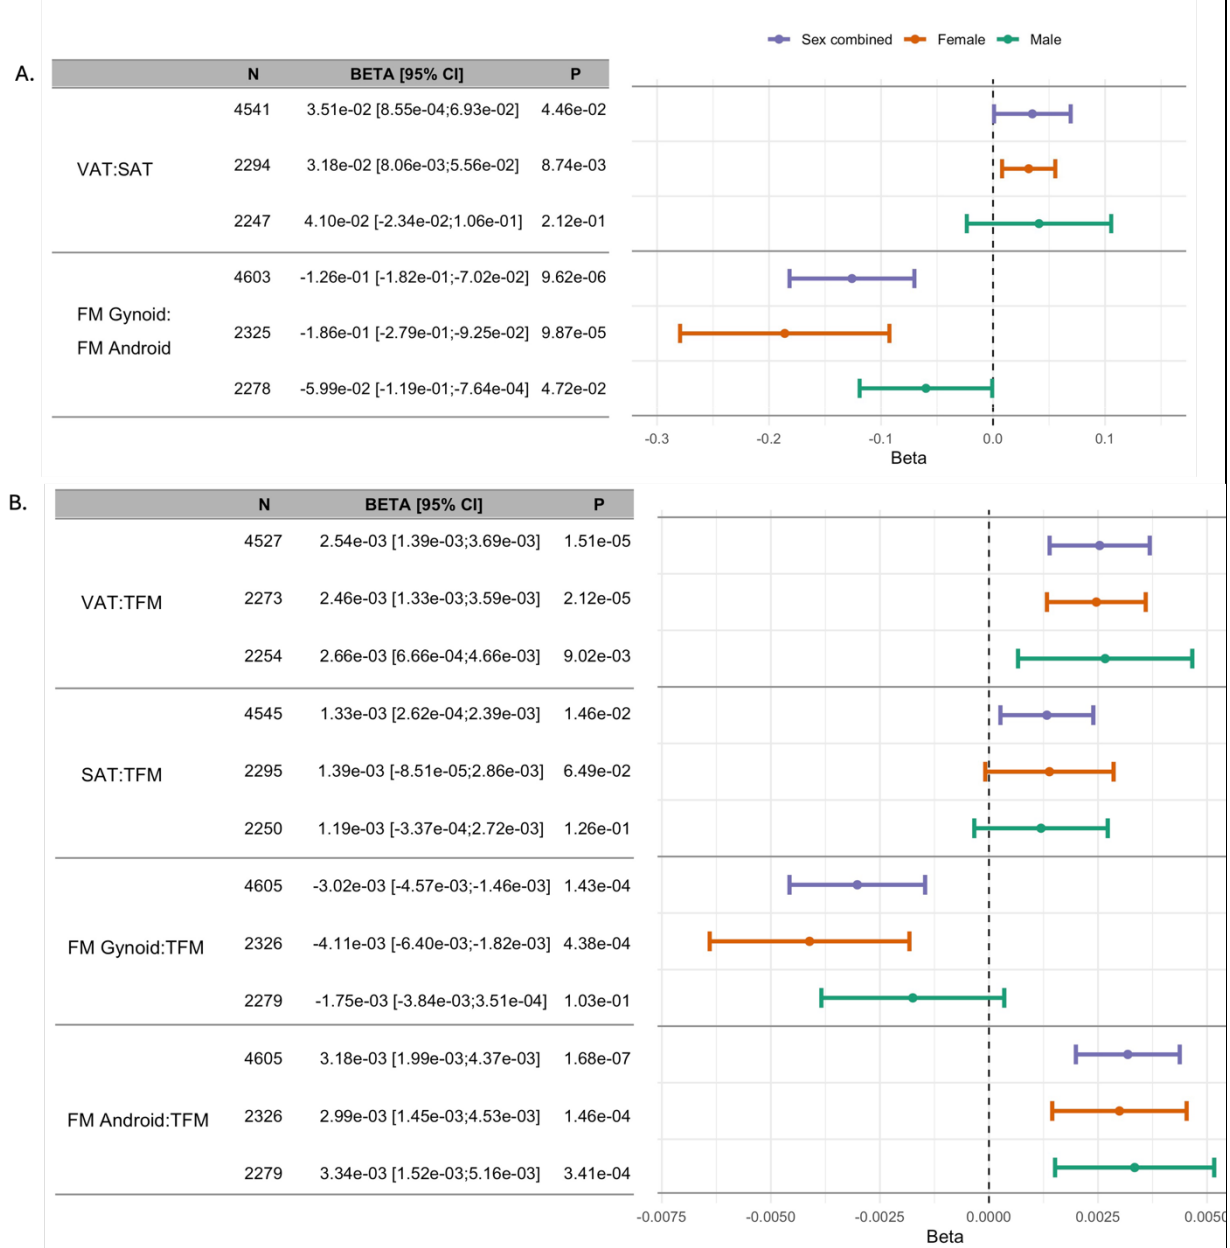 Sex combined Female Male
A.
N BETA [95% CI] P
4541 3.51e-02 [8.55e-04;6.93e-02] 4.46e-02
VAT:SAT
2294 3.18e-02 [8.06e-03;5.56e-02] 8.74e-03
2247 4.10e-02 [-2.34e-02;1.06e-01] 2.12e-01
4603 -1.26e-01 [-1.82e-01;-7.02e-02] 9.62e-06
FM Gynoid:
2325 -1.86e-01 [-2.79e-01;-9.25e-02] 9.87e-05
FM Android
2278 -5.99e-02 [-1.19e-01;-7.64e-04] 4.72e-02
-0.3 -0.2 -0.1 0.0 0.1
Beta
B.
N BETA [95% CI] P
4527 2.54e-03 [1.39e-03;3.69e-03] 1.51e-05
VAT:TFM
2273 2.46e-03 [1.33e-03;3.59e-03] 2.12e-05
2254 2.66e-03 [6.66e-04;4.66e-03] 9.02e-03
4545 1.33e-03 [2.62e-04;2.39e-03] 1.46e-02
SAT:TFM
2295 1.39e-03 [-8.51e-05;2.86e-03] 6.49e-02
2250 1.19e-03 [-3.37e-04;2.72e-03] 1.26e-01
4605 -3.02e-03 [-4.57e-03;-1.46e-03] 1.43e-04
FM Gynoid:TFM
2326 -4.11e-03 [-6.40e-03;-1.82e-03] 4.38e-04
2279 -1.75e-03 [-3.84e-03;3.51e-04] 1.03e-01
4605 3.18e-03 [1.99e-03;4.37e-03] 1.68e-07
FM Android:TFM
2326 2.99e-03 [1.45e-03;4.53e-03] 1.46e-04
2279 3.34e-03 [1.52e-03;5.16e-03] 3.41e-04
-0.0075 -0.0050 -0.0025 0.0000 0.0025 0.0050
Beta